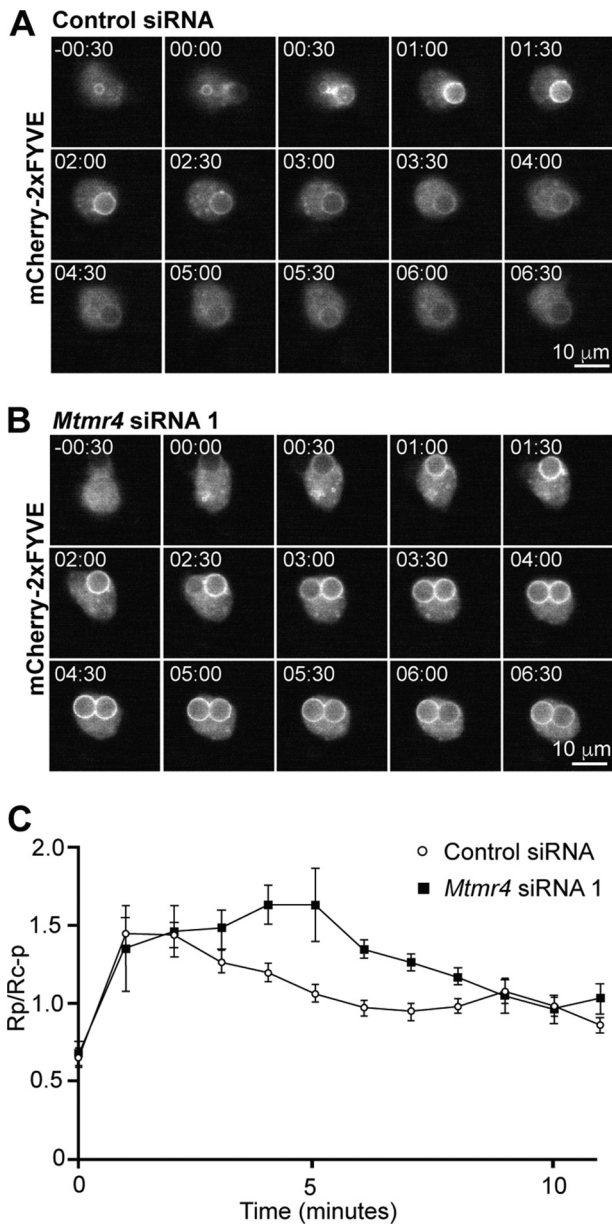 A Control siRNA
mCherry-2xFYVE
-00:30 00:00 00:30 01:00 01:30
02:00 02:30 03:00 03:30 04:00
04:30 05:00 05:30 06:00 06:30
10 μm
B Mtmr4 siRNA 1
mCherry-2xFYVE
-00:30 00:00 00:30 01:00 01:30
02:00 02:30 03:00 03:30 04:00
04:30 05:00 05:30 06:00 06:30
10 μm
C
Control siRNA
Mtmr4 siRNA 1
Rp/Rc-p
2.0
1.5
1.0
0.5
0
0 5 10
Time (minutes)